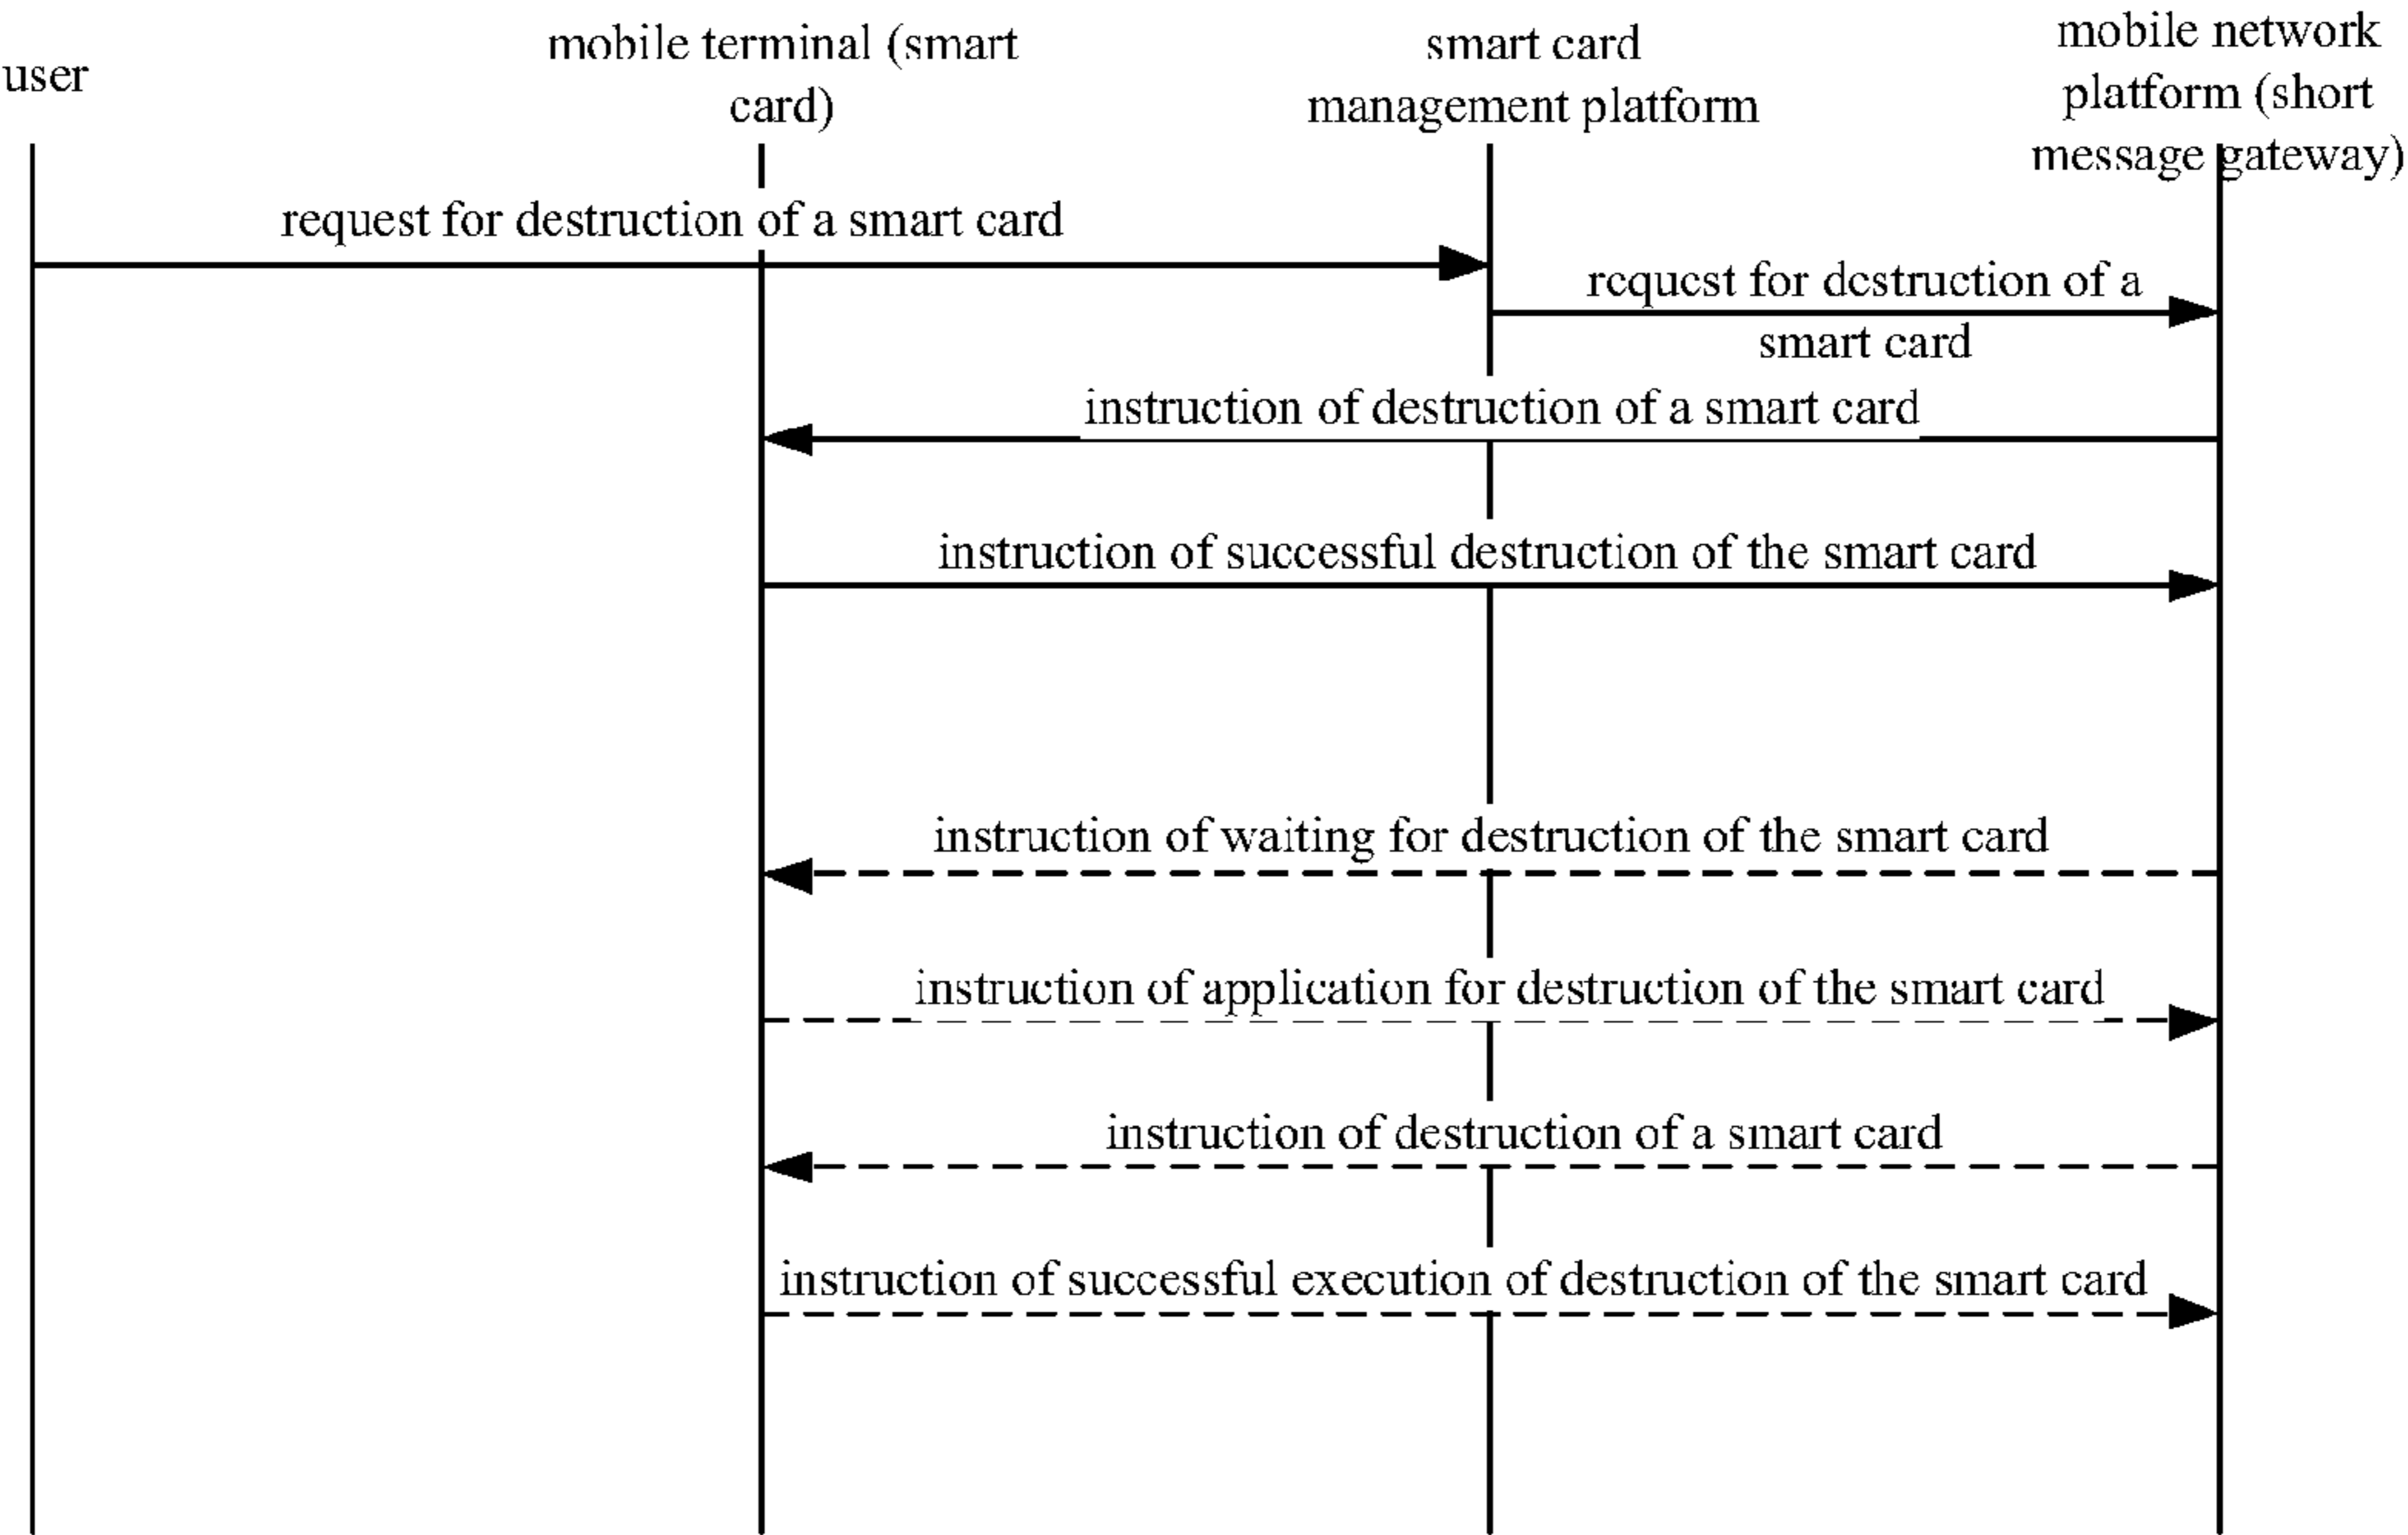 user
mobile terminal (smart
card)
smart card
management platform
mobile network
platform (short
message gateway)
request for destruction of a smart card
request for destruction of a
smart card
instruction of destruction of a smart card
instruction of successful destruction of the smart card
instruction of waiting for destruction of the smart card
instruction of application for destruction of the smart card
instruction of destruction of a smart card
instruction of successful execution of destruction of the smart card